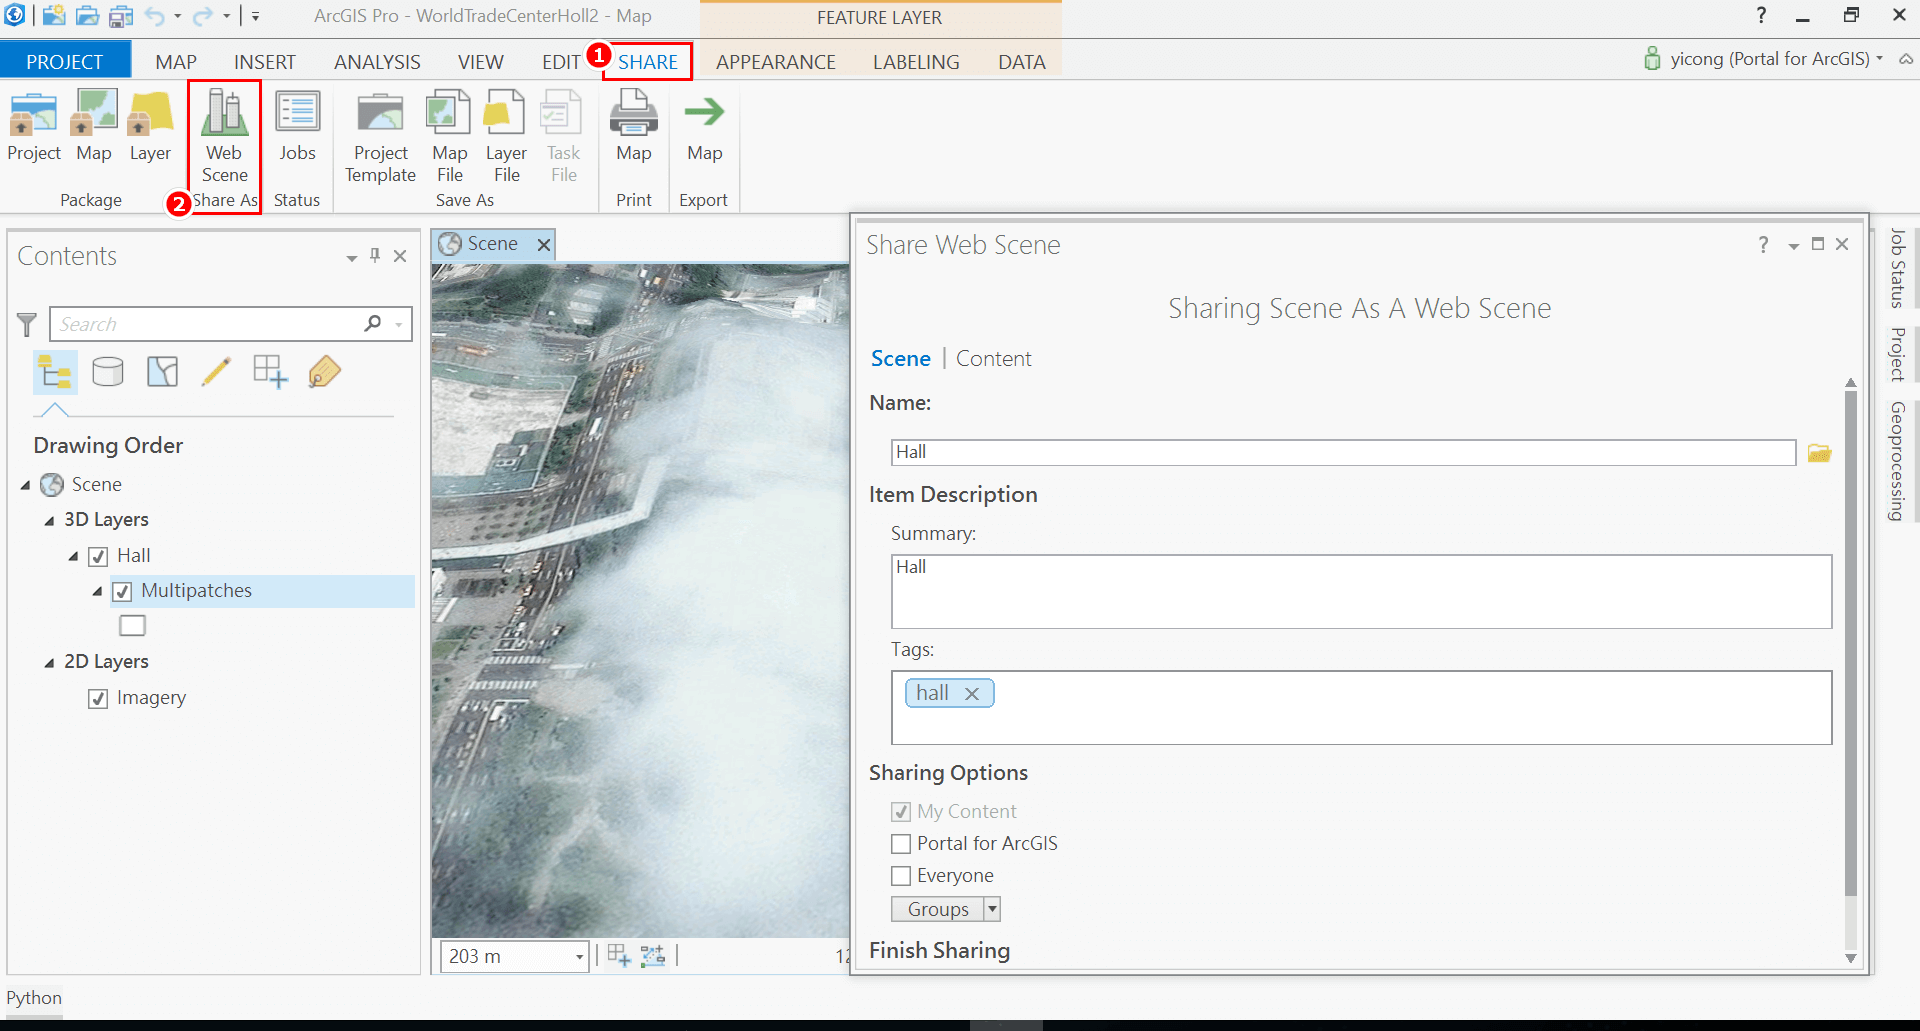 ArcGIS Pro - WorldTradeCenterHoll2 - Map
FEATURE LAYER
?
PROJECT MAP INSERT ANALYSIS VIEW EDIT 1 SHARE APPEARANCE LABELING DATA
yicong (Portal for ArcGIS)
Project Map Layer
Package
Web Scene
2 Share As
Jobs
Status
Project Template
Map File
Layer File
Task File
Save As
Map
Print
Map
Export
Contents
Search
Drawing Order
Scene
3D Layers
Hall
Multipatches
2D Layers
Imagery
Scene
203 m
12
Share Web Scene
?
Sharing Scene As A Web Scene
Scene | Content
Name:
Hall
Item Description
Summary:
Hall
Tags:
hall
Sharing Options
My Content
Portal for ArcGIS
Everyone
Groups
Finish Sharing
Job Status
Project
Geoprocessing
Python